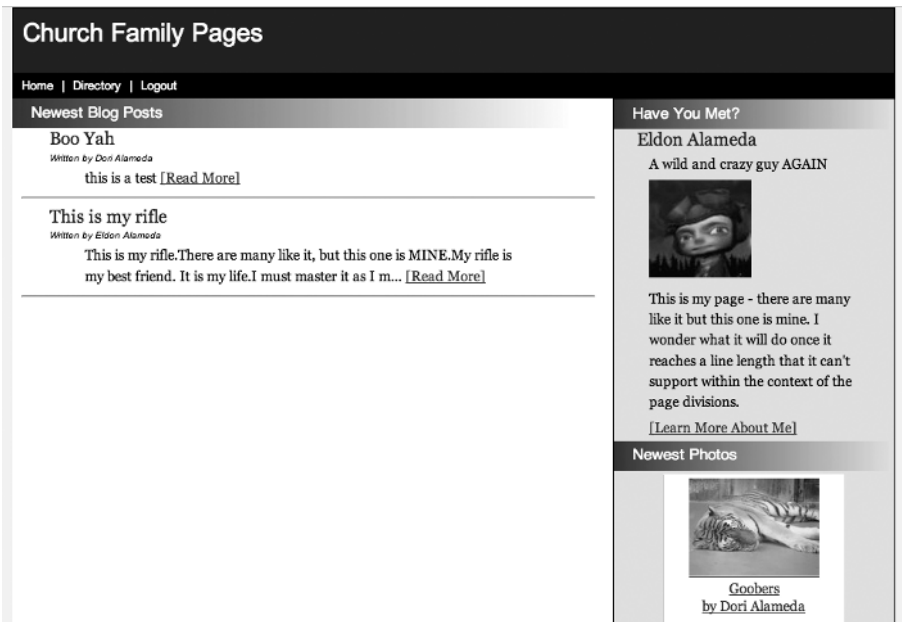 Church Family Pages
Home | Directory | Logout
Newest Blog Posts
Boo Yah
Written by Dori Alameda
this is a test [Read More]
This is my rifle
Written by Eldon Alameda
This is my rifle.There are many like it, but this one is MINE.My rifle is
my best friend. It is my life.I must master it as I m... [Read More]
Have You Met?
Eldon Alameda
A wild and crazy guy AGAIN
This is my page - there are many
like it but this one is mine. I
wonder what it will do once it
reaches a line length that it can't
support within the context of the
page divisions.
[Learn More About Me]
Newest Photos
Goobers
by Dori Alameda